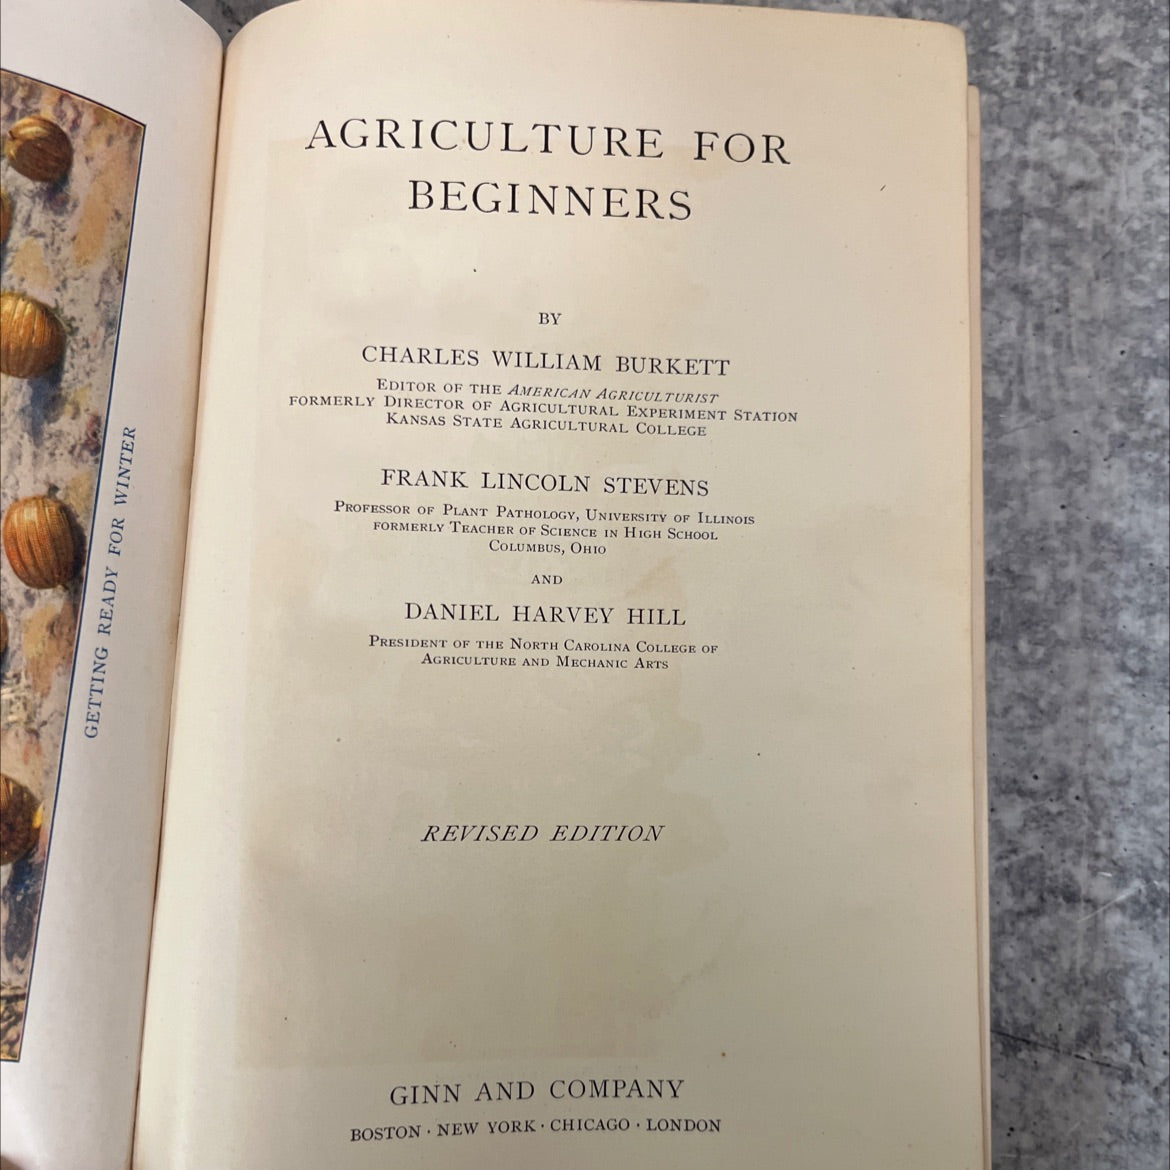 GETTING READY FOR WINTER
AGRICULTURE FOR
BEGINNERS
BY
CHARLES WILLIAM BURKETT
EDITOR OF THE AMERICAN AGRICULTURIST
FORMERLY DIRECTOR OF AGRICULTURAL EXPERIMENT STATION
KANSAS STATE AGRICULTURAL COLLEGE
FRANK LINCOLN STEVENS
PROFESSOR OF PLANT PATHOLOGY, UNIVERSITY OF ILLINOIS
FORMERLY TEACHER OF SCIENCE IN HIGH SCHOOL
COLUMBUS, OHIO
AND
DANIEL HARVEY HILL
PRESIDENT OF THE NORTH CAROLINA COLLEGE OF
AGRICULTURE AND MECHANIC ARTS
REVISED EDITION
GINN AND COMPANY
BOSTON · NEW YORK · CHICAGO · LONDON